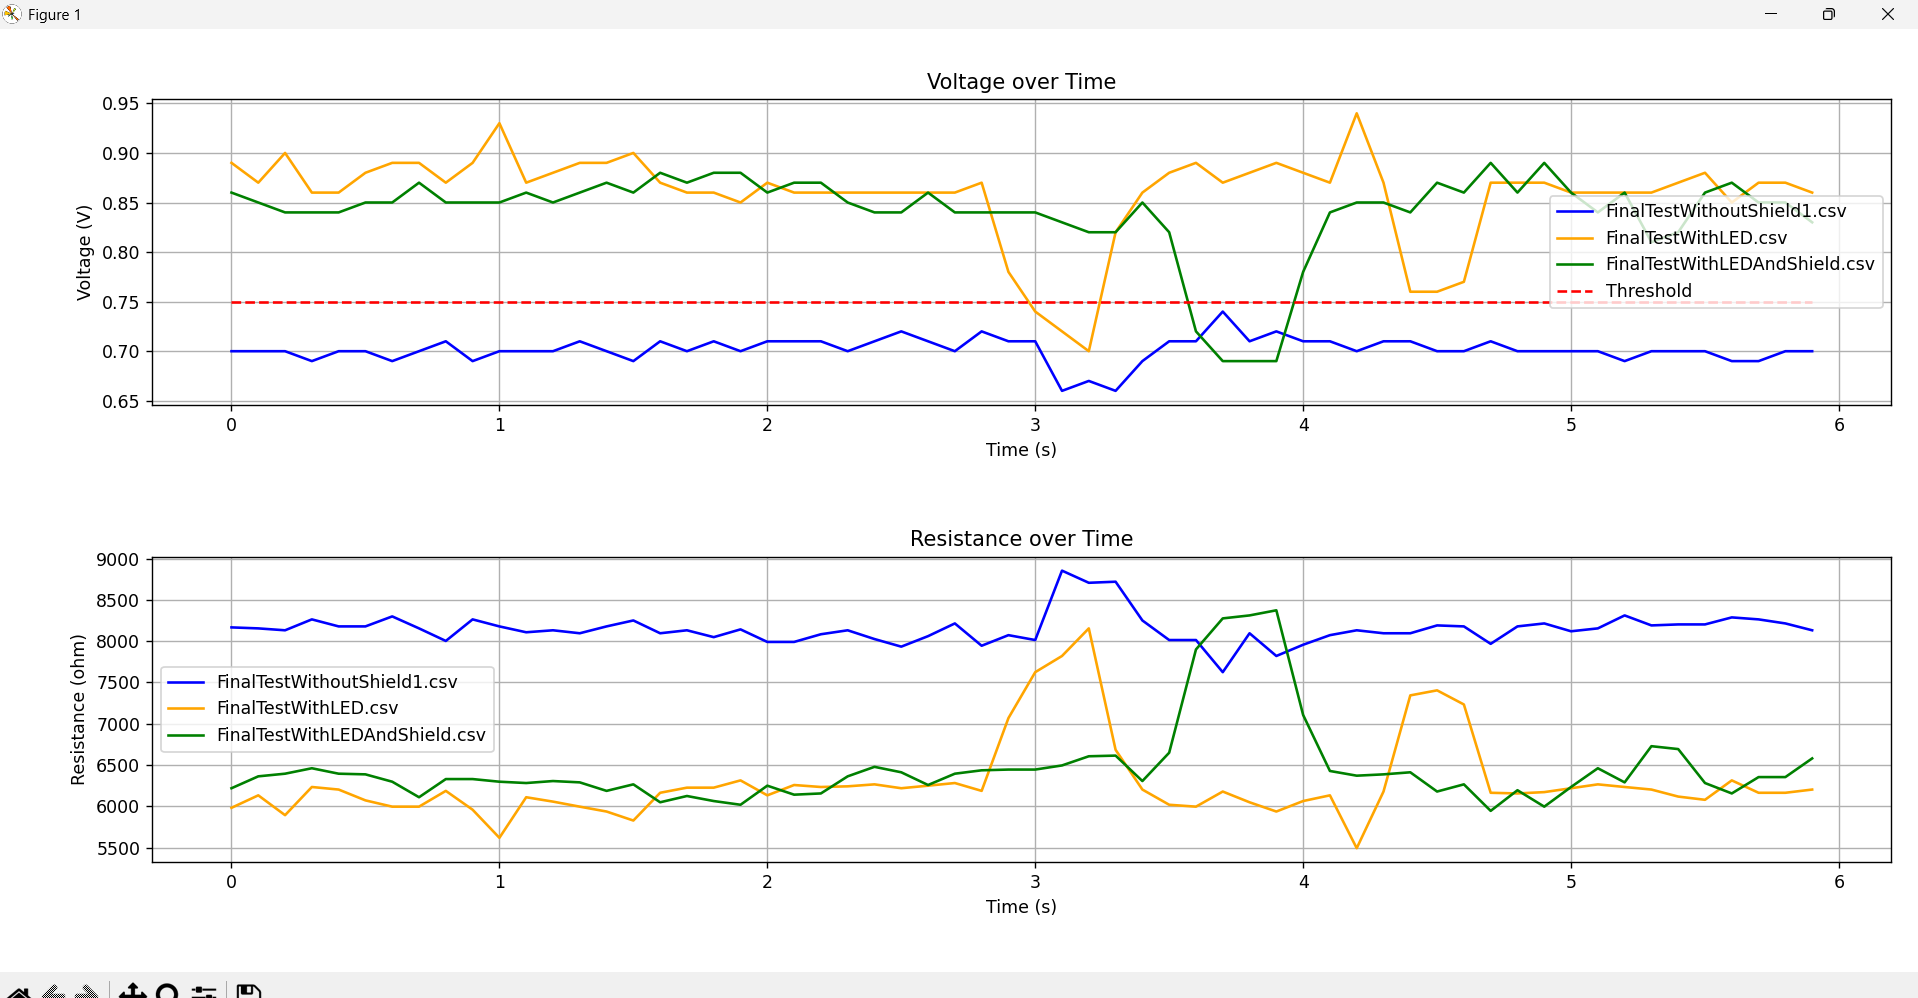 Figure 1
Voltage over Time
Voltage (V)
0.95
0.90
0.85
0.80
0.75
0.70
0.65
FinalTestWithoutShield1.csv
FinalTestWithLED.csv
FinalTestWithLEDAndShield.csv
Threshold
0 1 2 3 4 5 6
Time (s)
Resistance over Time
Resistance (ohm)
9000
8500
8000
7500
7000
6500
6000
5500
FinalTestWithoutShield1.csv
FinalTestWithLED.csv
FinalTestWithLEDAndShield.csv
0 1 2 3 4 5 6
Time (s)